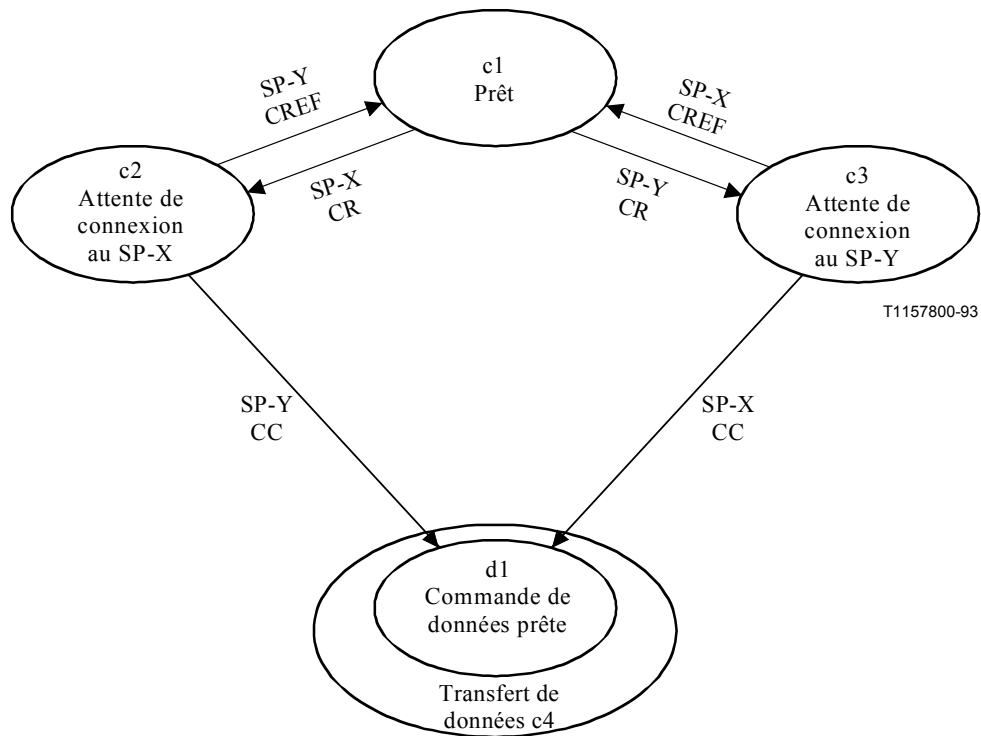 c1
Prêt
SP-Y
CREF
SP-X
CR
SP-X
CREF
SP-Y
CR
c2
Attente de
connexion
au SP-X
c3
Attente de
connexion
au SP-Y
T1157800-93
SP-Y
CC
SP-X
CC
d1
Commande de
données prête
Transfert de
données c4